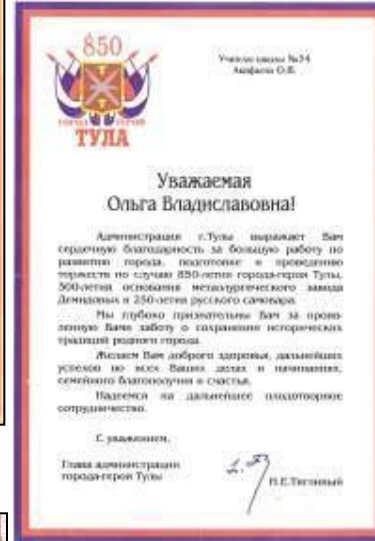 850
ГОРОД ГЕРОЙ
ТУЛА
Учителю школы №54
О.В.
Уважаемая
Ольга Владиславовна!
Администрация г.Тулы выражает Вам
сердечную благодарность за большую работу по
развитию города, подготовке и проведению
торжеств по случаю 850-летия города-героя Тулы,
300-летия основания металлургического завода
Демидовых и 250-летия русского самовара.
Мы глубоко признательны Вам за прояв-
ленную Вами заботу о сохранении исторических
традиций родного города.
Желаем Вам доброго здоровья, дальнейших
успехов во всех Ваших делах и начинаниях,
семейного благополучия и счастья.
Надеемся на дальнейшее плодотворное
сотрудничество.
С уважением,
Глава администрации
города-героя Тулы
Н.Е.Тягливый